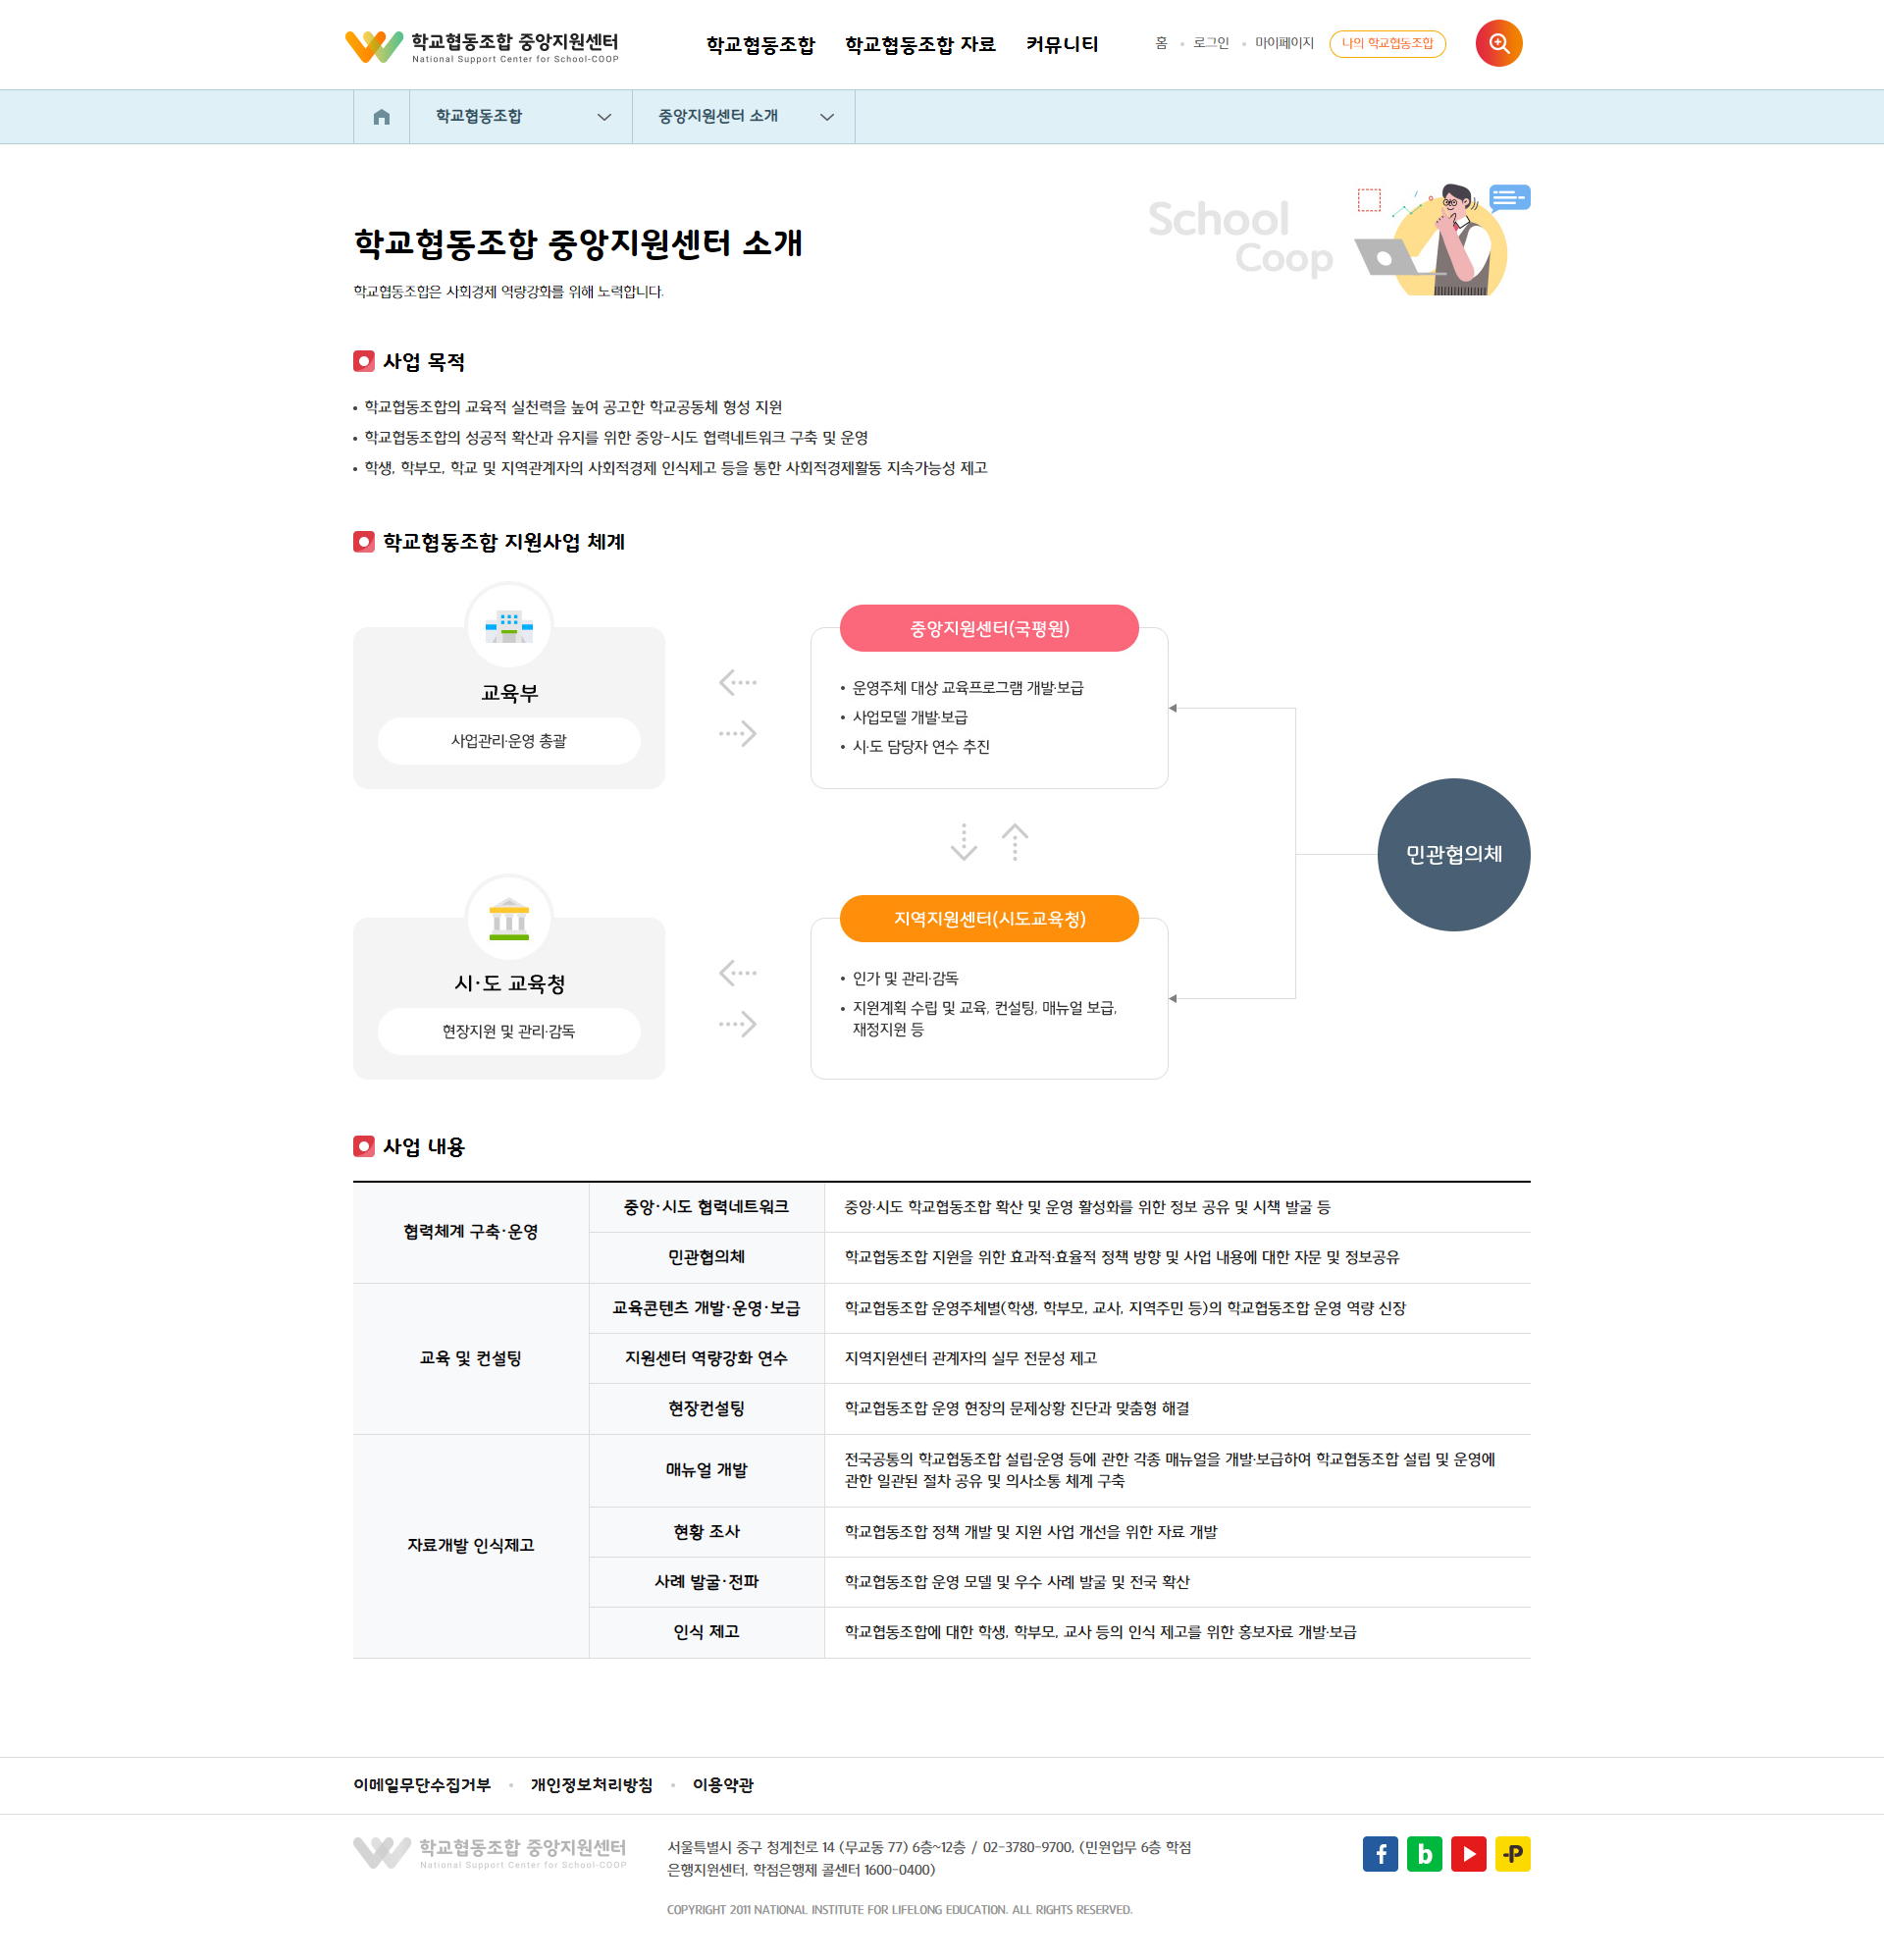 학교협동조합 중앙지원센터
National Support Center for School-COOP
학교협동조합 학교협동조합 자료 커뮤니티
홈 로그인 마이페이지 나의 학교협동조합
학교협동조합 중앙지원센터 소개
School
Coop
학교협동조합 중앙지원센터 소개
학교협동조합은 사회경제 역량강화를 위해 노력합니다.
사업 목적
학교협동조합의 교육적 실천력을 높여 공고한 학교공동체 형성 지원
학교협동조합의 성공적 확산과 유지를 위한 중앙-시도 협력네트워크 구축 및 운영
학생, 학부모, 학교 및 지역관계자의 사회적경제 인식제고 등을 통한 사회적경제활동 지속가능성 제고
학교협동조합 지원사업 체계
교육부
사업관리·운영 총괄
중앙지원센터(국평원)
운영주체 대상 교육프로그램 개발·보급
사업모델 개발·보급
시·도 담당자 연수 추진
민관협의체
시·도 교육청
현장지원 및 관리·감독
지역지원센터(시도교육청)
인가 및 관리·감독
지원계획 수립 및 교육, 컨설팅, 매뉴얼 보급,
재정지원 등
사업 내용
협력체계 구축·운영
중앙·시도 협력네트워크
중앙·시도 학교협동조합 확산 및 운영 활성화를 위한 정보 공유 및 시책 발굴 등
민관협의체
학교협동조합 지원을 위한 효과적·효율적 정책 방향 및 사업 내용에 대한 자문 및 정보공유
교육 및 컨설팅
교육콘텐츠 개발·운영·보급
학교협동조합 운영주체별(학생, 학부모, 교사, 지역주민 등)의 학교협동조합 운영 역량 신장
지원센터 역량강화 연수
지역지원센터 관계자의 실무 전문성 제고
현장컨설팅
학교협동조합 운영 현장의 문제상황 진단과 맞춤형 해결
자료개발 인식제고
매뉴얼 개발
전국공통의 학교협동조합 설립·운영 등에 관한 각종 매뉴얼을 개발·보급하여 학교협동조합 설립 및 운영에
관한 일관된 절차 공유 및 의사소통 체계 구축
현황 조사
학교협동조합 정책 개발 및 지원 사업 개선을 위한 자료 개발
사례 발굴·전파
학교협동조합 운영 모델 및 우수 사례 발굴 및 전국 확산
인식 제고
학교협동조합에 대한 학생, 학부모, 교사 등의 인식 제고를 위한 홍보자료 개발·보급
이메일무단수집거부 개인정보처리방침 이용약관
학교협동조합 중앙지원센터
National Support Center for School-COOP
서울특별시 중구 청계천로 14 (무교동 77) 6층~12층 / 02-3780-9700, (민원업무 6층 학점
은행지원센터, 학점은행제 콜센터 1600-0400)
COPYRIGHT 2011 NATIONAL INSTITUTE FOR LIFELONG EDUCATION. ALL RIGHTS RESERVED.
f b P